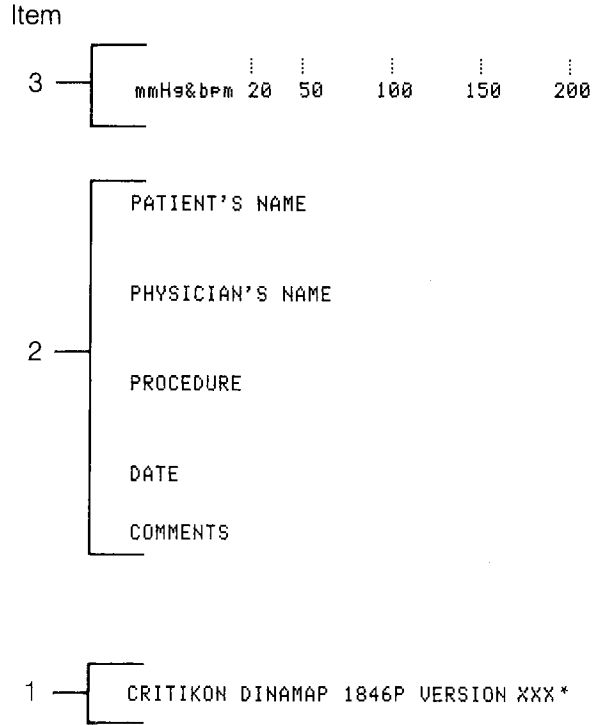 Item
3
mmHg&bpm 20 50 100 150 200
PATIENT'S NAME
PHYSICIAN'S NAME
2
PROCEDURE
DATE
COMMENTS
1 CRITIKON DINAMAP 1846P VERSION XXX*